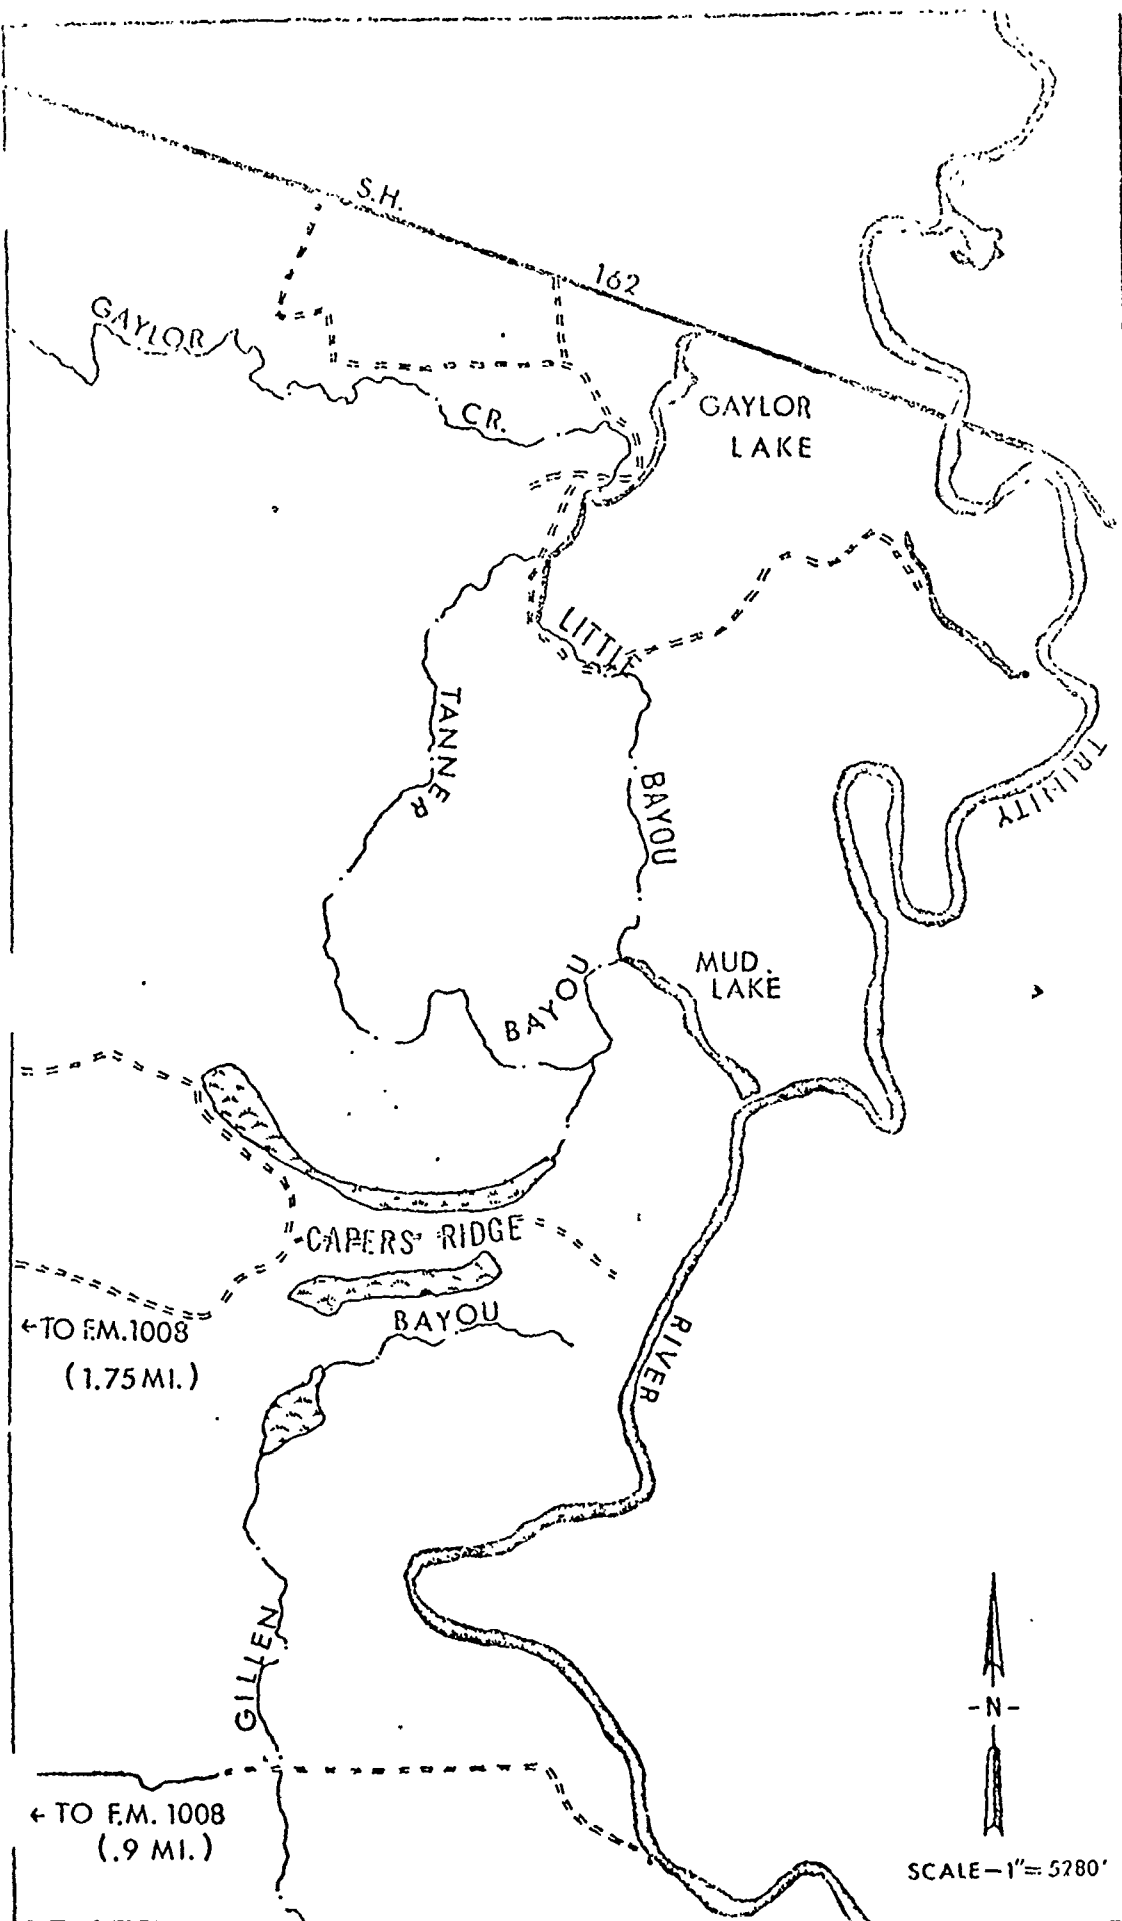 S.H.
162
GAYLOR
CR.
GAYLOR
LAKE
LITTLE
TANNER
BAYOU
TRINITY
MUD
LAKE
BAYOU
CAPERS' RIDGE
←TO F.M. 1008
(1.75 MI.)
BAYOU
RIVER
GILLEN
-N-
← TO F.M. 1008
(.9 MI.)
SCALE-1"=5280'